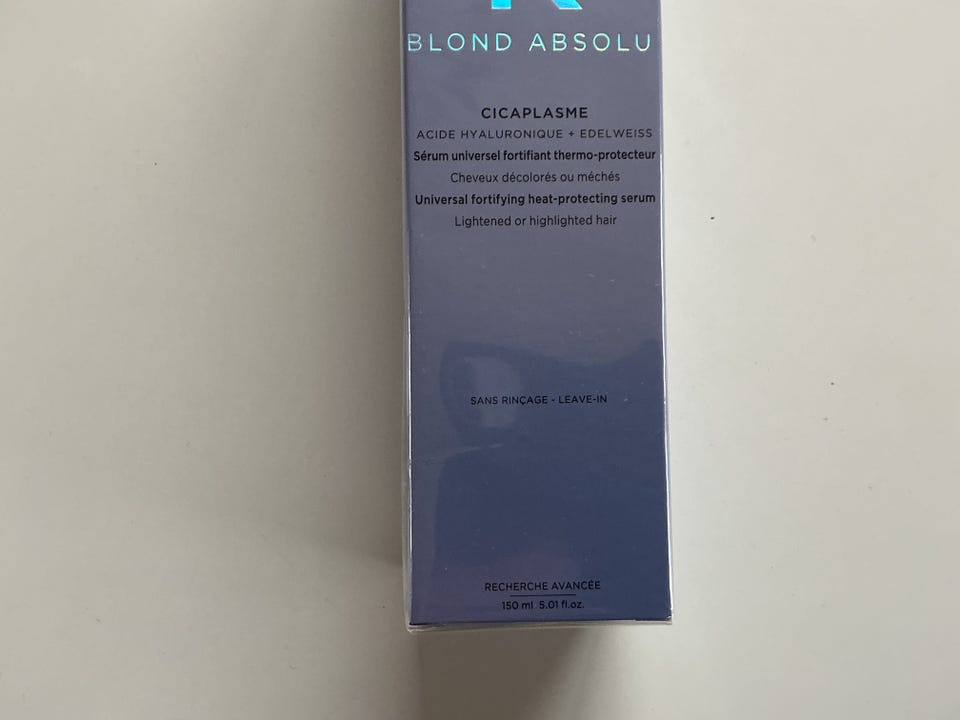 BLOND ABSOLU
CICAPLASME
ACIDE HYALURONIQUE + EDELWEISS
Sérum universel fortifiant thermo-protecteur
Cheveux décolorés ou méchés
Universal fortifying heat-protecting serum
Lightened or highlighted hair
SANS RINÇAGE - LEAVE-IN
RECHERCHE AVANCÉE
150 ml 5.01 fl.oz.